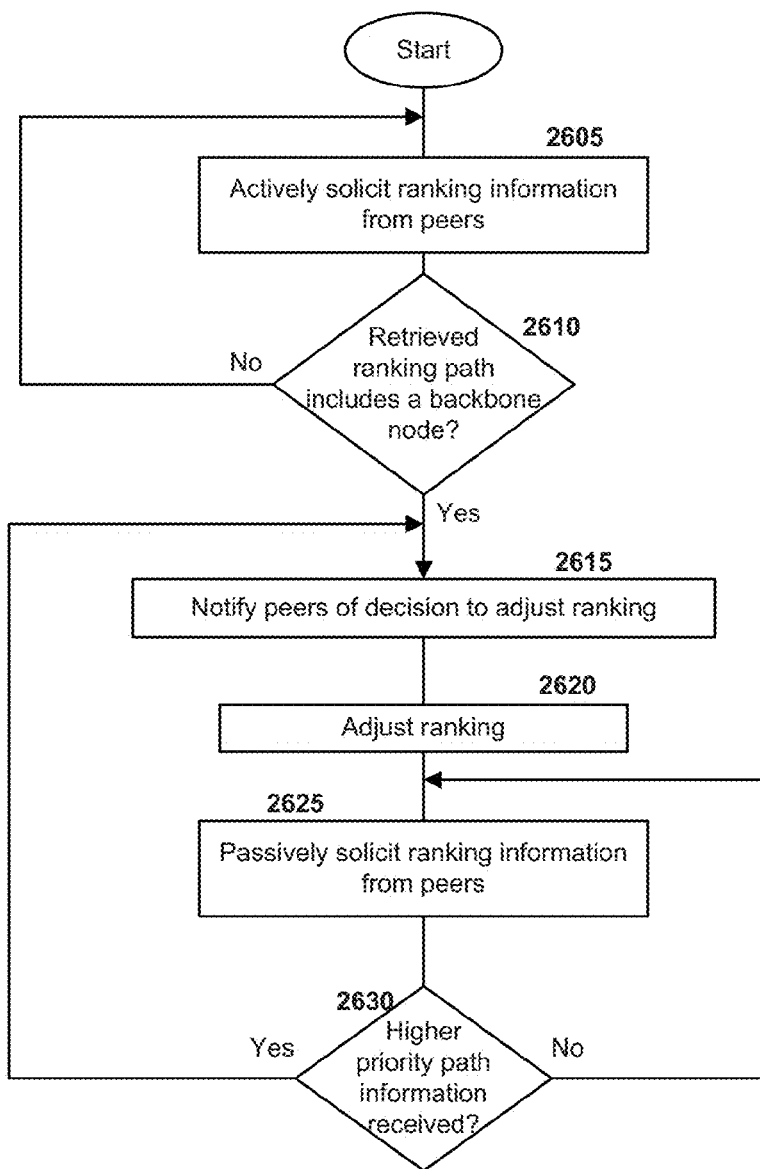 Start
2605
Actively solicit ranking information
from peers
2610
Retrieved
ranking path
includes a backbone
node?
No
Yes
2615
Notify peers of decision to adjust ranking
2620
Adjust ranking
2625
Passively solicit ranking information
from peers
2630
Higher
priority path
information
received?
Yes
No